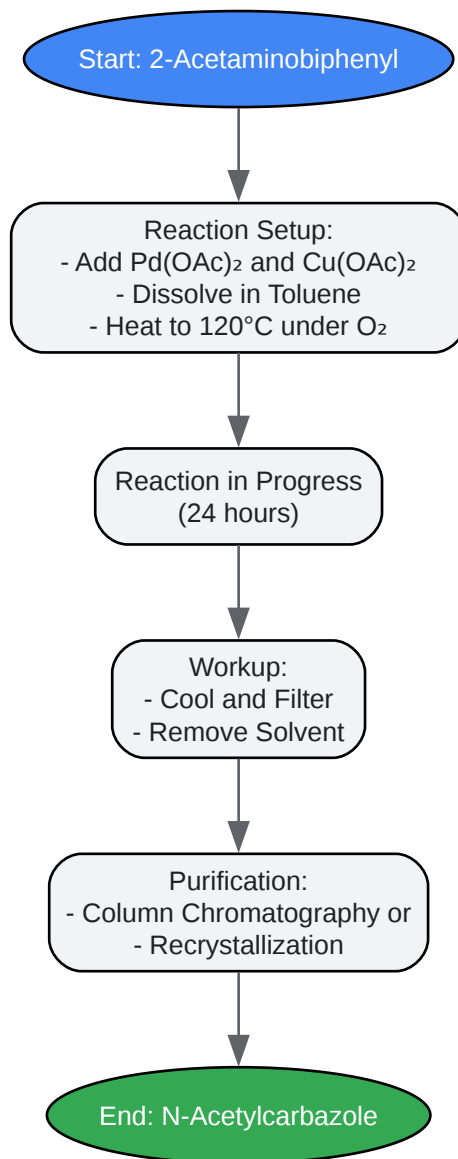 Start: 2-Acetaminobiphenyl
Reaction Setup:
- Add Pd(OAc)₂ and Cu(OAc)₂
- Dissolve in Toluene
- Heat to 120°C under O₂
Reaction in Progress
(24 hours)
Workup:
- Cool and Filter
- Remove Solvent
Purification:
- Column Chromatography or
- Recrystallization
End: N-Acetylcarbazole